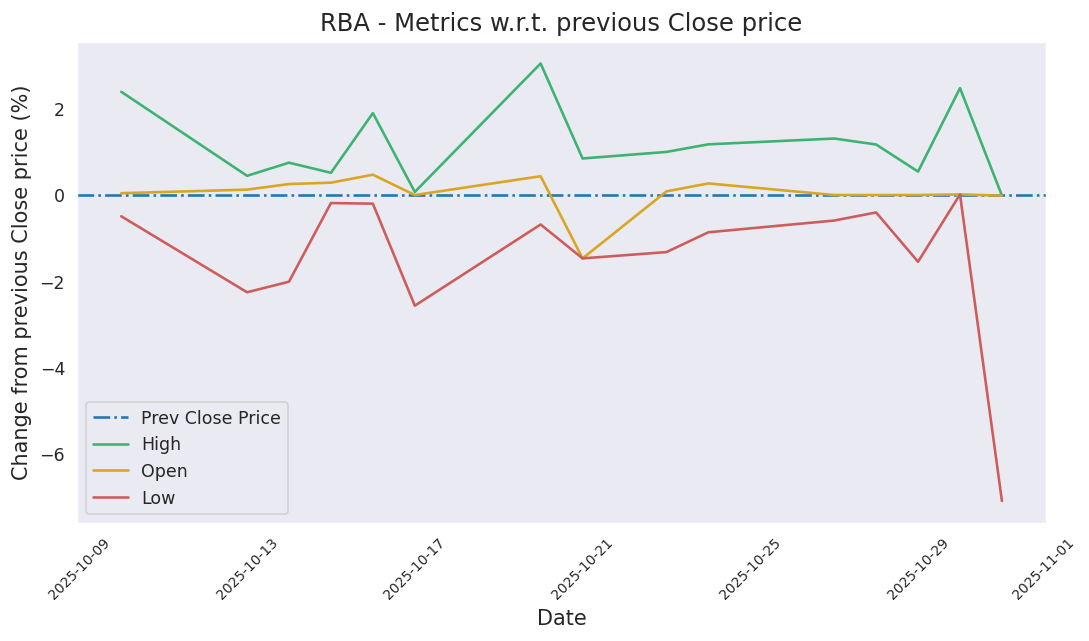 RBA - Metrics w.r.t. previous Close price
Change from previous Close price (%)
2
0
−2
−4
−6
Prev Close Price
High
Open
Low
2025-10-09
2025-10-13
2025-10-17
2025-10-21
2025-10-25
2025-10-29
2025-11-01
Date